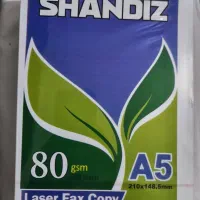 SHANDIZ
80 gsm
A5
210x148.5mm
Laser Fax Copy